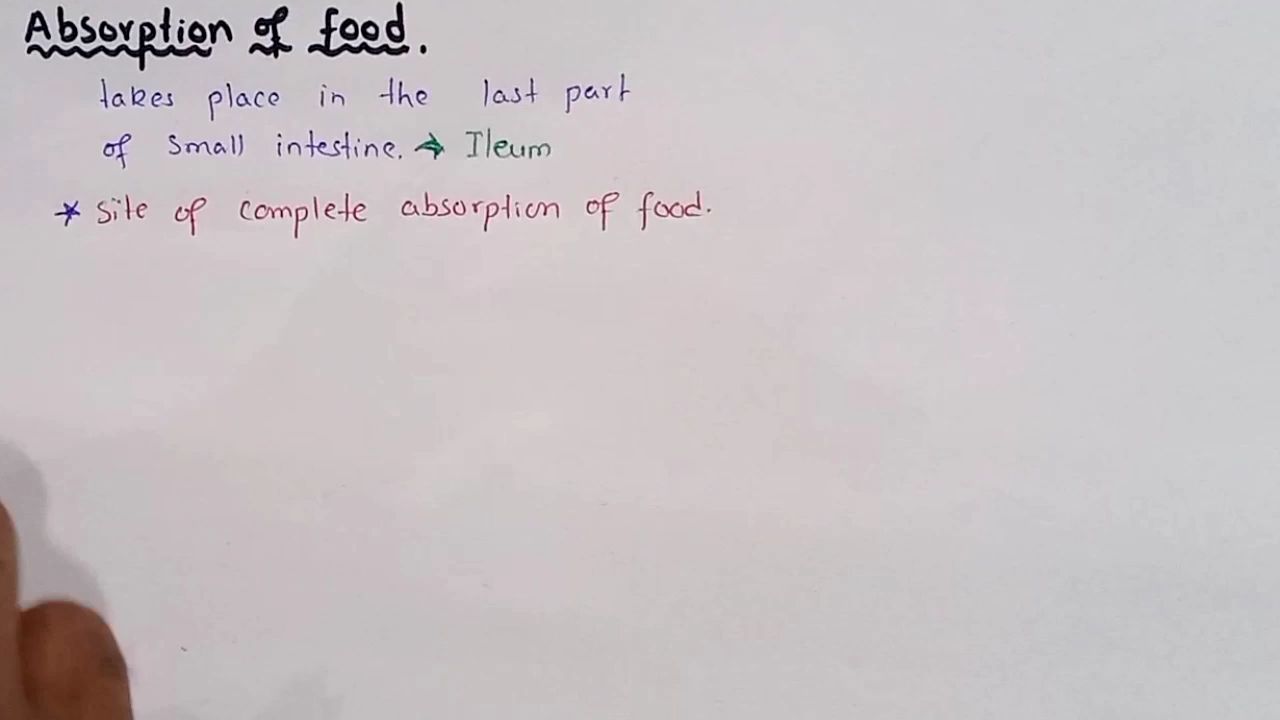 Absorption of food.
takes place in the last part
of small intestine. → Ileum
* site of complete absorption of food.